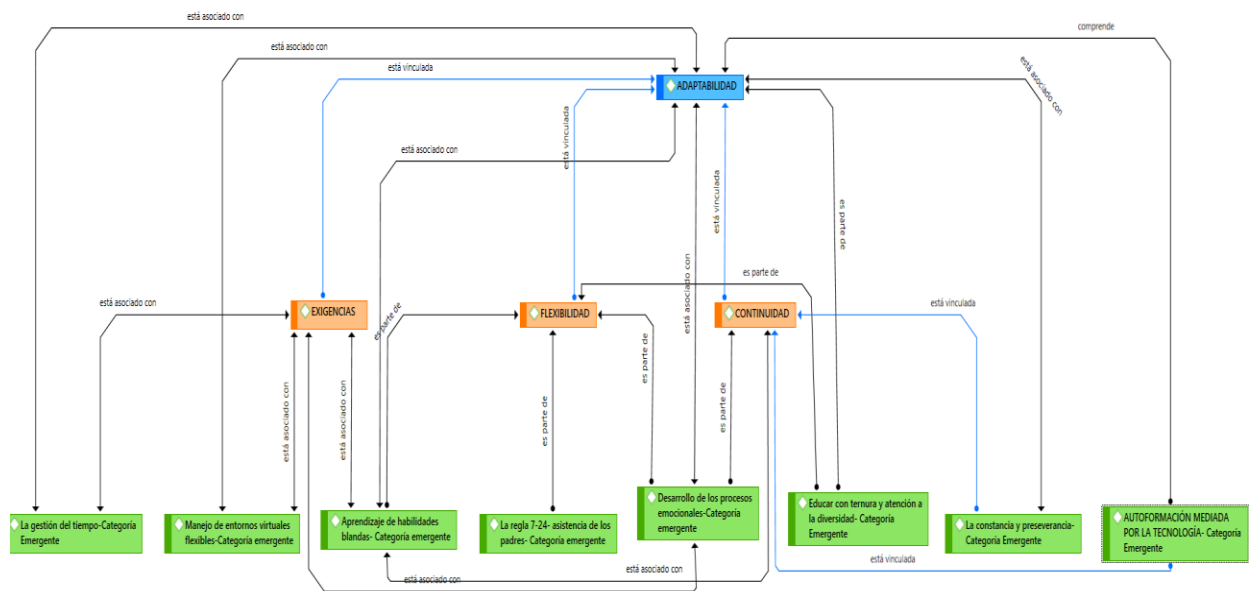 está asociado con
comprende
está asociado con
está vinculada
está asociado con
ADAPTABILIDAD
está vinculada
está asociado con
está vinculada
es parte de
está asociado con
es parte de
está asociado con
EXIGENCIAS
es parte de
FLEXIBILIDAD
CONTINUIDAD
está vinculada
es parte de
es parte de
está asociado con
está asociado con
es parte de
La gestión del tiempo-Categoría
Emergente
Manejo de entornos virtuales
flexibles-Categoría emergente
Aprendizaje de habilidades
blandas- Categoría emergente
La regla 7-24- asistencia de los
padres- Categoría emergente
Desarrollo de los procesos
emocionales-Categoría
emergente
Educar con ternura y atención a
la diversidad- Categoría
Emergente
La constancia y preseverancia-
Categoría Emergente
AUTOFORMACIÓN MEDIADA
POR LA TECNOLOGÍA- Categoría
Emergente
está vinculada
está asociado con
está asociado con